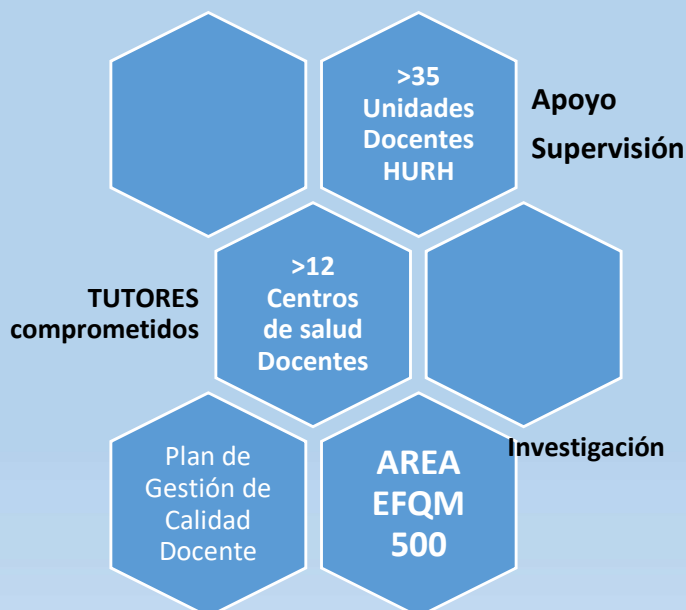 >35
Unidades
Docentes
HURH
Apoyo
Supervisión
TUTORES
comprometidos
>12
Centros
de salud
Docentes
Plan de
Gestión de
Calidad
Docente
AREA
EFQM
500
Investigación